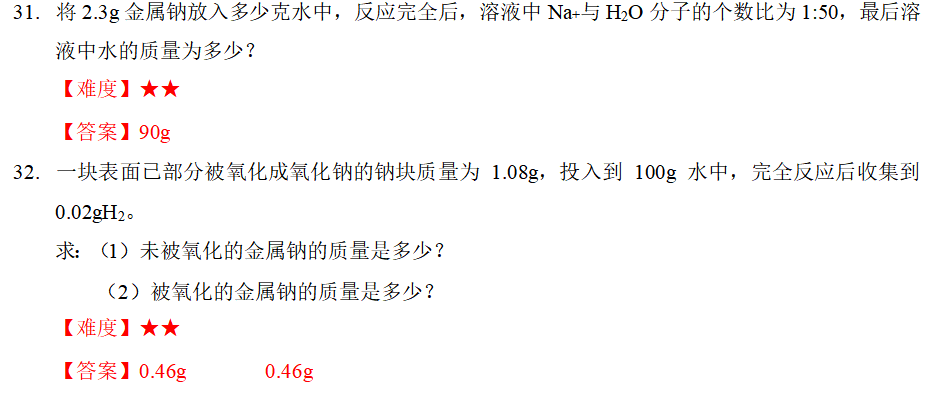 31. 将 2.3g 金属钠放入多少克水中，反应完全后，溶液中 Na+与 H2O 分子的个数比为 1:50，最后溶
液中水的质量为多少？
【难度】★★
【答案】90g
32. 一块表面已部分被氧化成氧化钠的钠块质量为 1.08g，投入到 100g 水中，完全反应后收集到
0.02gH2。
求:（1）未被氧化的金属钠的质量是多少？
（2）被氧化的金属钠的质量是多少？
【难度】★★
【答案】0.46g 0.46g